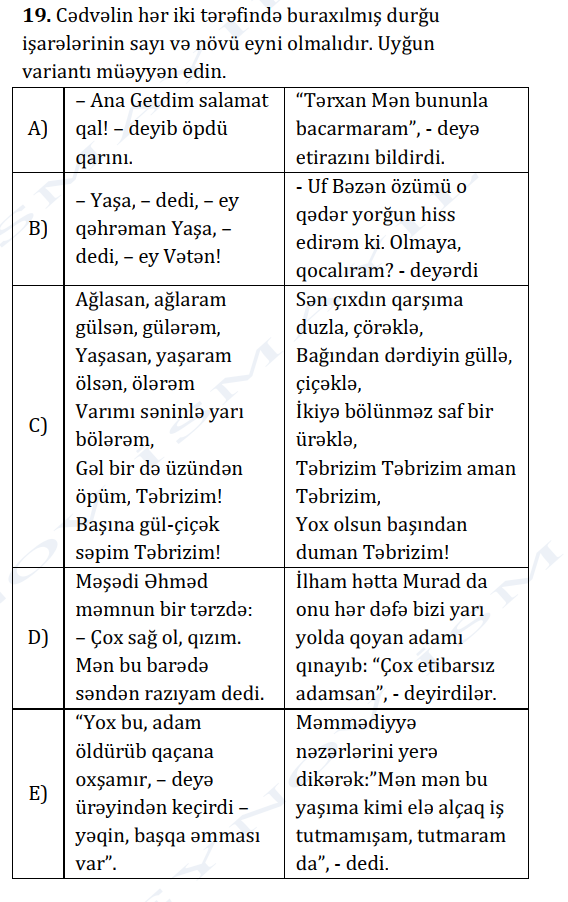 19. Cədvəlin hər iki tərəfində buraxılmış durğu
işarələrinin sayı və növü eyni olmalıdır. Uyğun
variantı müəyyən edin.
A)
– Ana Getdim salamat
qal! – deyib öpdü
qarını.
“Tərxan Mən bununla
bacarmaram”, - deyə
etirazını bildirdi.
B)
– Yaşa, – dedi, – ey
qəhrəman Yaşa, –
dedi, – ey Vətən!
- Uf Bəzən özümü o
qədər yorğun hiss
edirəm ki. Olmaya,
qocalıram? - deyərdi
C)
Ağlasan, ağlaram
gülsən, gülərəm,
Yaşasan, yaşaram
ölsən, ölərəm
Varımı səninlə yarı
bölərəm,
Gəl bir də üzündən
öpüm, Təbrizim!
Başına gül-çiçək
səpim Təbrizim!
Sən çıxdın qarşıma
duzla, çörəklə,
Bağından dərdiyin güllə,
çiçəklə,
İkiyə bölünməz saf bir
ürəklə,
Təbrizim Təbrizim aman
Təbrizim,
Yox olsun başından
duman Təbrizim!
D)
Məşədi Əhməd
məmnun bir tərzdə:
– Çox sağ ol, qızım.
Mən bu barədə
səndən razıyam dedi.
İlham hətta Murad da
onu hər dəfə bizi yarı
yolda qoyan adamı
qınayıb: “Çox etibarsız
adamsan”, - deyirdilər.
E)
“Yox bu, adam
öldürüb qaçana
oxşamır, – deyə
ürəyindən keçirdi –
yəqin, başqa əmması
var”.
Məmmədiyyə
nəzərlərini yerə
dikərək:”Mən mən bu
yaşıma kimi elə alçaq iş
tutmamışam, tutmaram
da”, - dedi.